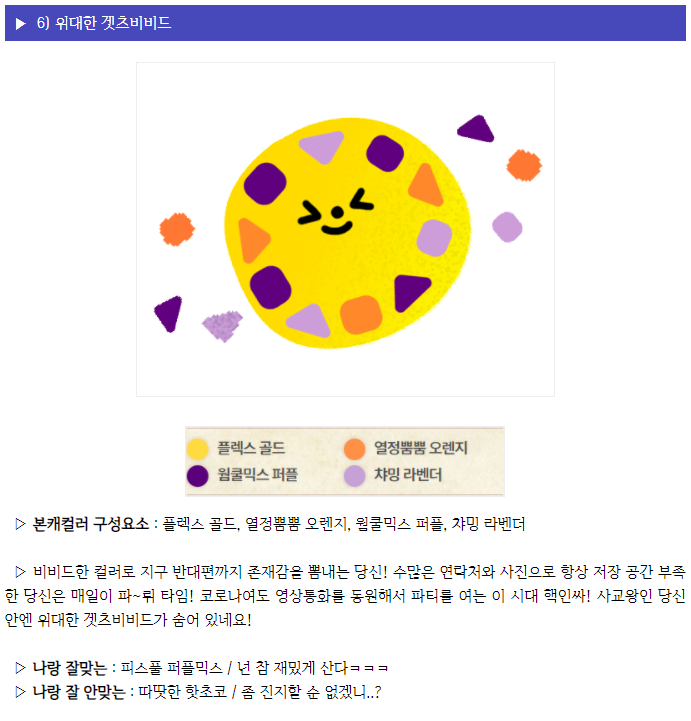 ▶ 6) 위대한 겟츠비비드
플렉스 골드 열정뿜뿜 오렌지
웜쿨믹스 퍼플 챠밍 라벤더
▷ 본캐컬러 구성요소 : 플렉스 골드, 열정뿜뿜 오렌지, 웜쿨믹스 퍼플, 챠밍 라벤더
▷ 비비드한 컬러로 지구 반대편까지 존재감을 뿜내는 당신! 수많은 연락처와 사진으로 항상 저장 공간 부족
한 당신은 매일이 파~뤼 타임! 코로나여도 영상통화를 동원해서 파티를 여는 이 시대 핵인싸! 사교왕인 당신
안엔 위대한 겟츠비비드가 숨어 있네요!
▷ 나랑 잘맞는 : 피스풀 퍼플믹스 / 넌 참 재밌게 산다ㅋㅋㅋ
▷ 나랑 잘 안맞는 : 따땃한 핫초코 / 좀 진지할 순 없겠니..?